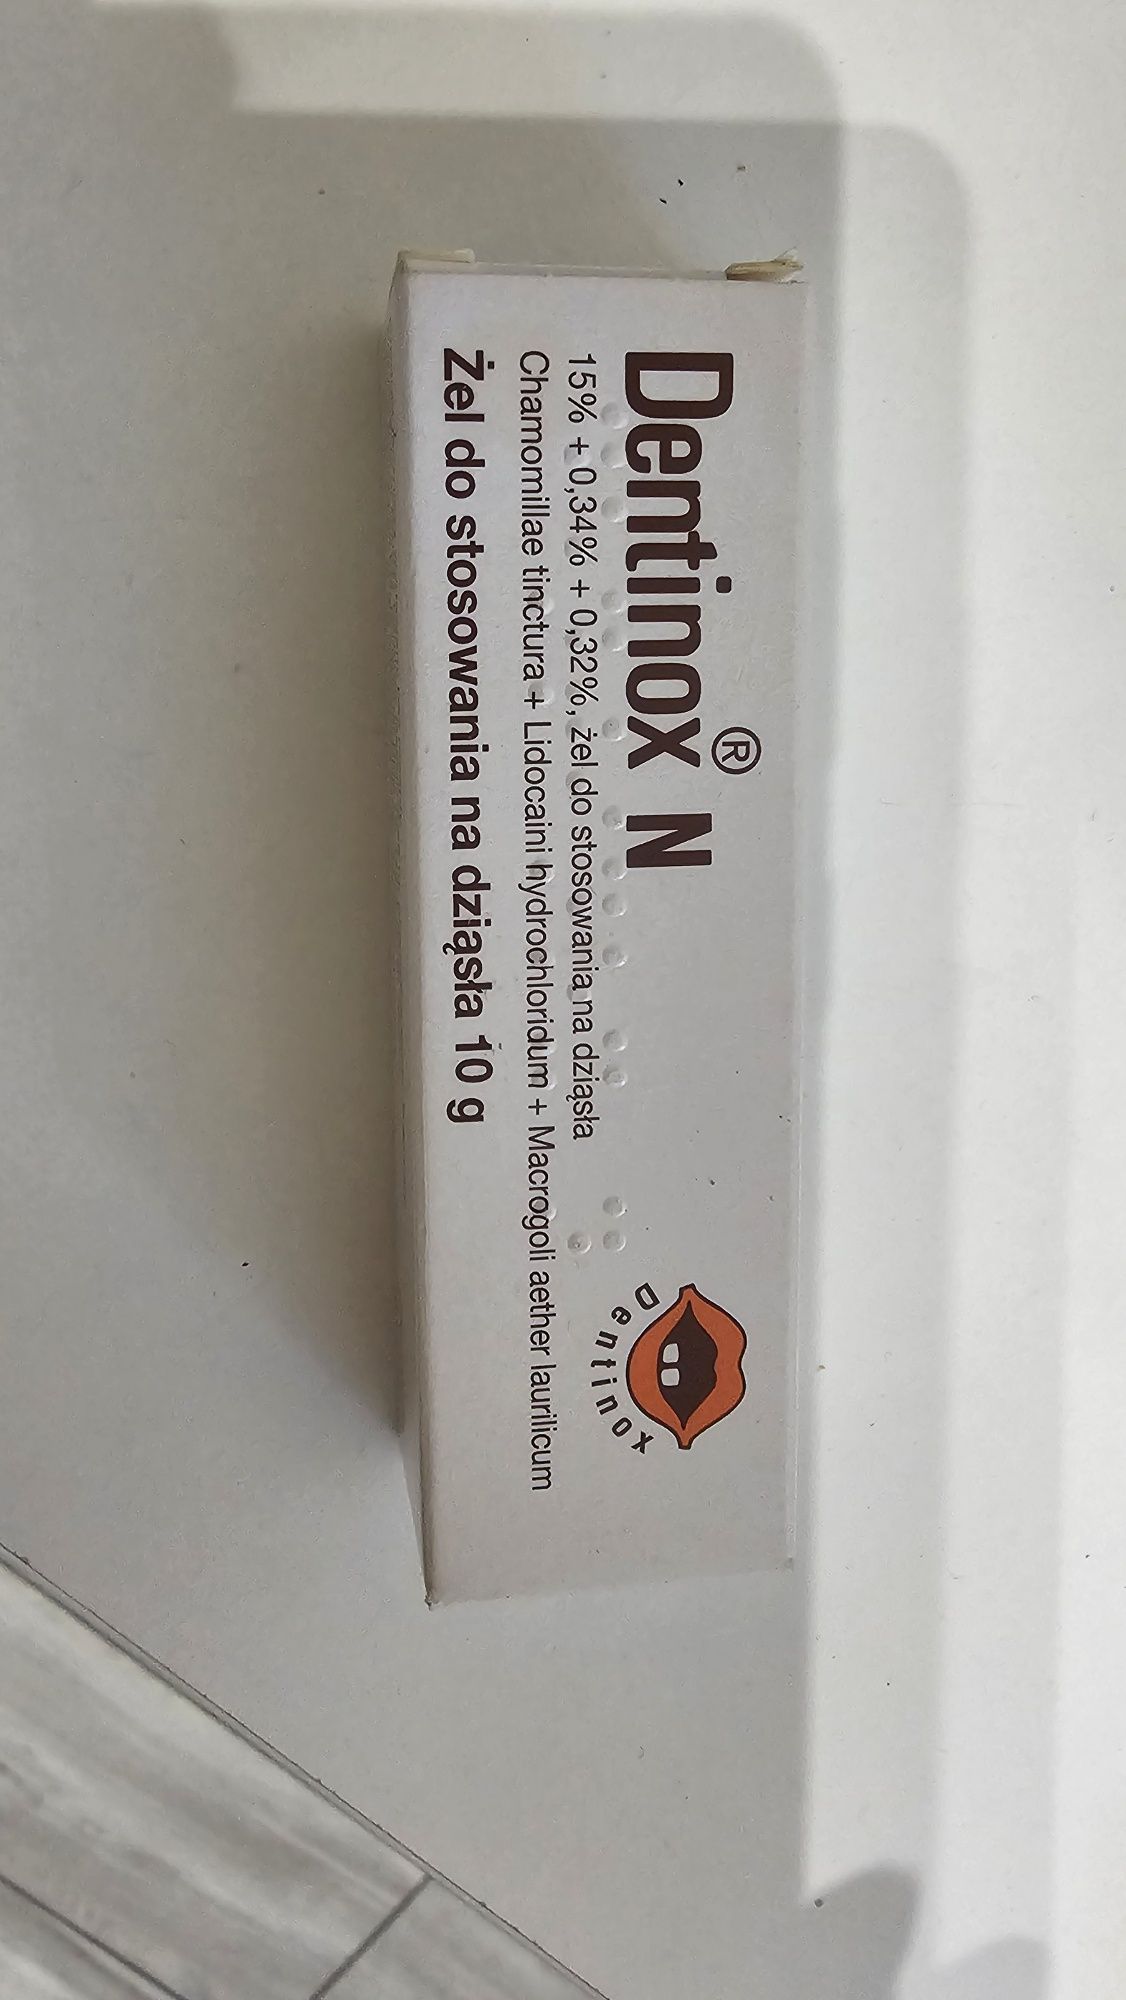 Dentinox® N
15% + 0,34% + 0,32%, żel do stosowania na dziąsła
Chamomillae tinctura + Lidocaini hydrochloridum + Macrogoli aether laurilicum
Żel do stosowania na dziąsła 10 g
Dentinox